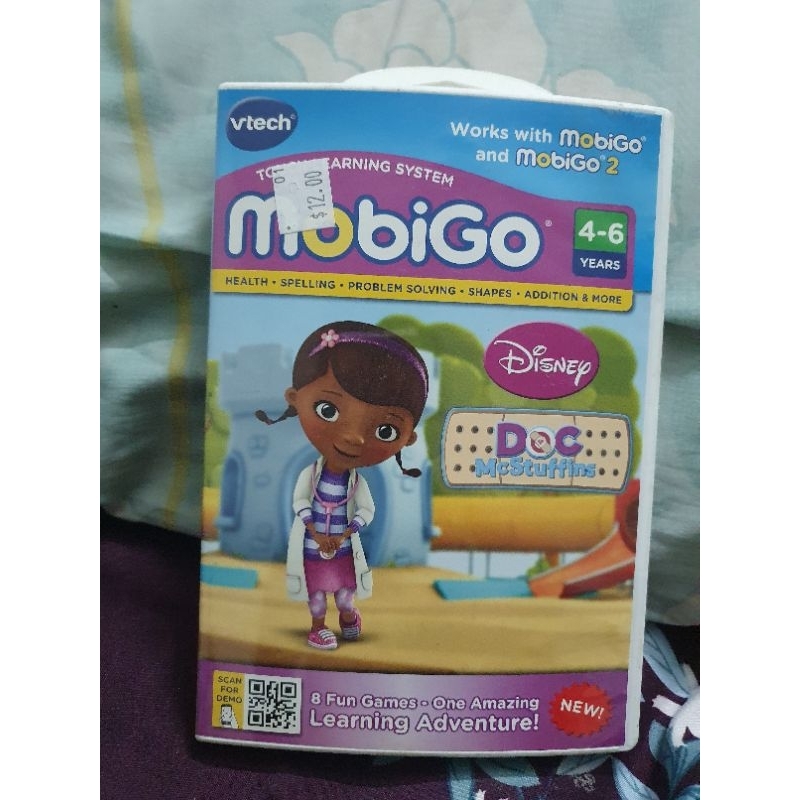 vtech
Works with MobiGo®
and MobiGo® 2
LEARNING SYSTEM
MobiGo®
$12.00
4-6
YEARS
HEALTH • SPELLING • PROBLEM SOLVING • SHAPES • ADDITION & MORE
Disney
DOC
McStuffins
SCAN
FOR
DEMO
8 Fun Games - One Amazing
Learning Adventure!
NEW!